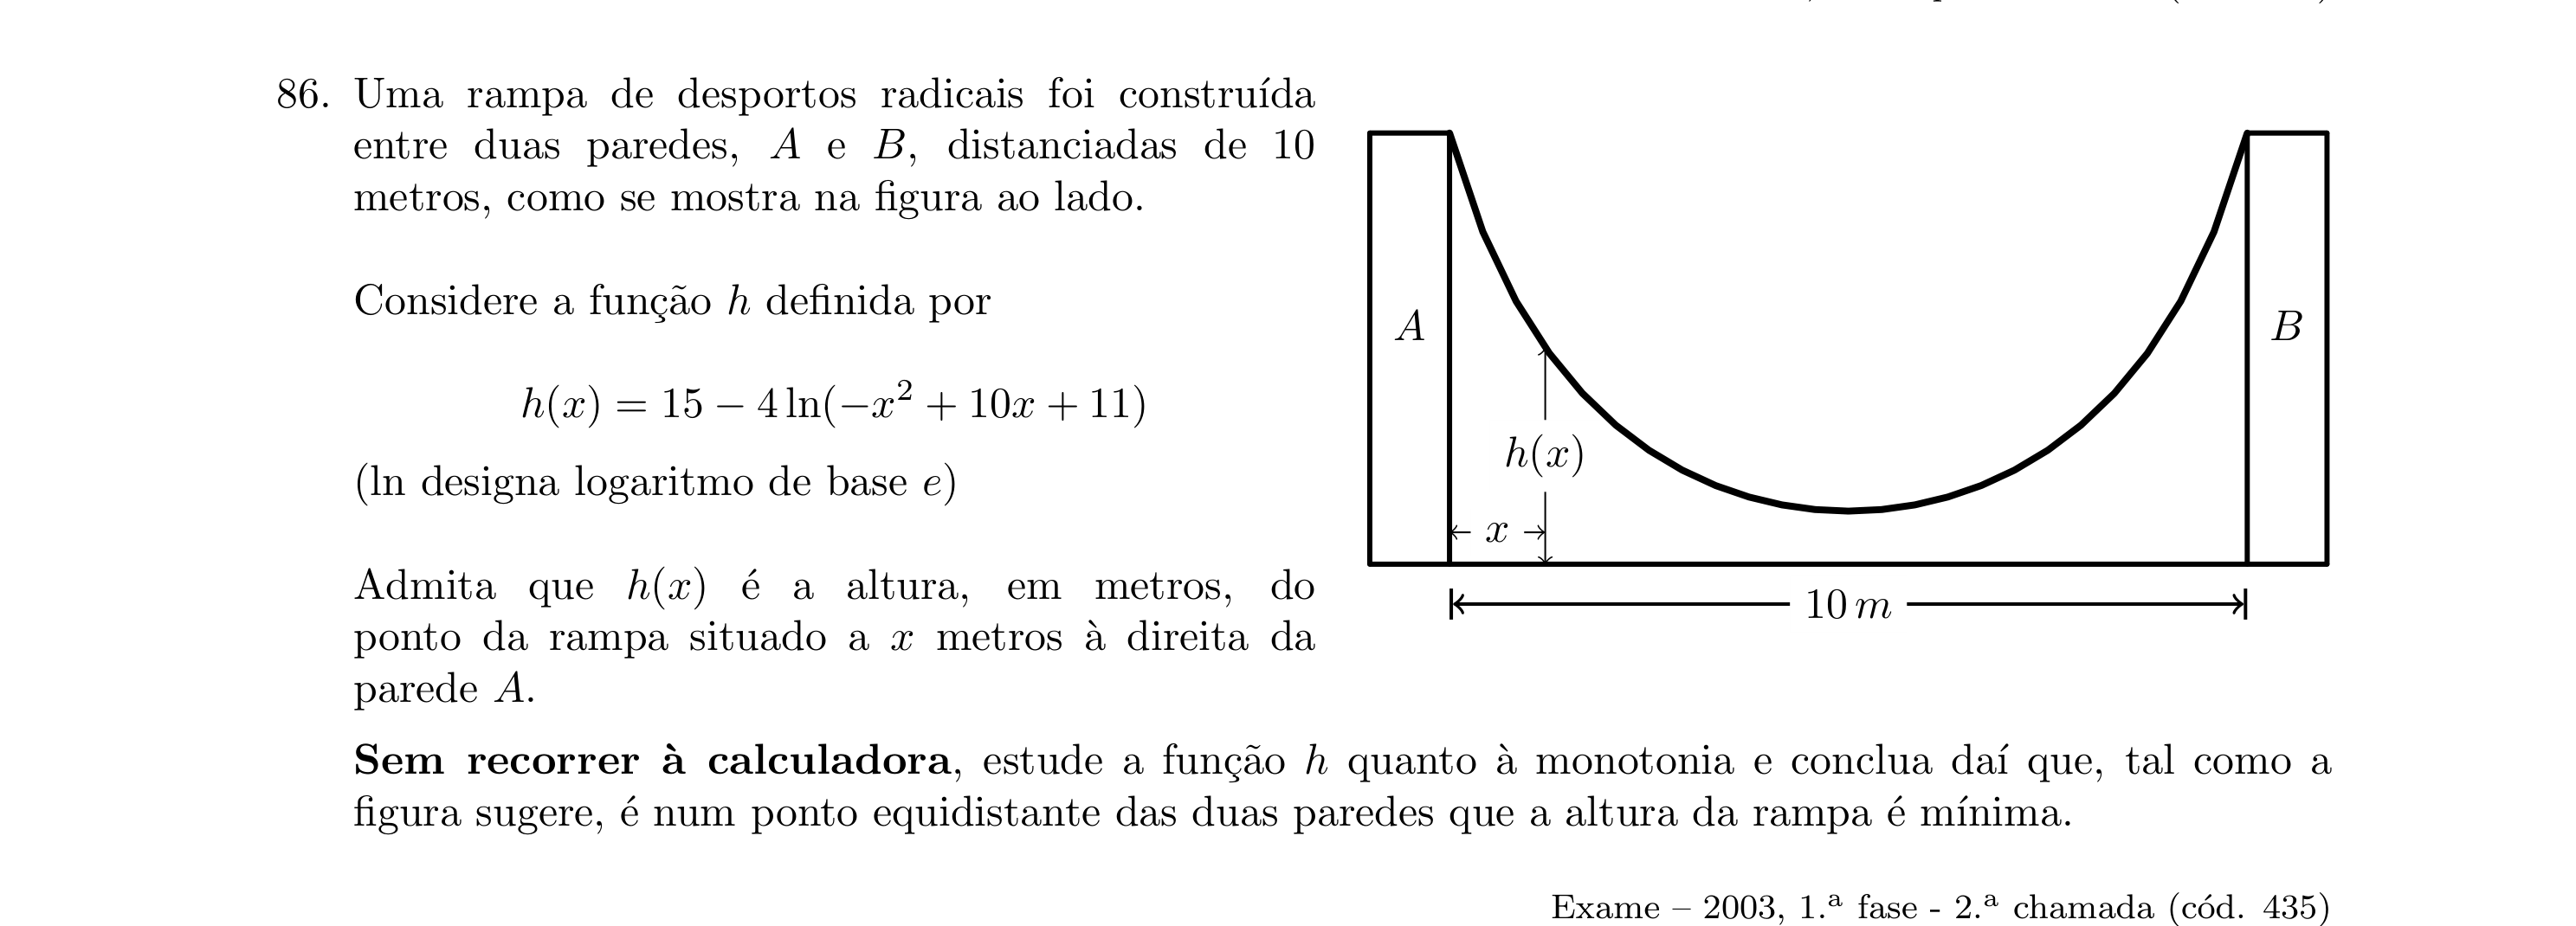 86. Uma rampa de desportos radicais foi construída
entre duas paredes, A e B, distanciadas de 10
metros, como se mostra na figura ao lado.
Considere a função h definida por
h(x) = 15 − 4 ln(−x² + 10x + 11)
(ln designa logaritmo de base e)
Admita que h(x) é a altura, em metros, do
ponto da rampa situado a x metros à direita da
parede A.
A
B
h(x)
x
10 m
Sem recorrer à calculadora, estude a função h quanto à monotonia e conclua daí que, tal como a
figura sugere, é num ponto equidistante das duas paredes que a altura da rampa é mínima.
Exame – 2003, 1.ª fase - 2.ª chamada (cód. 435)